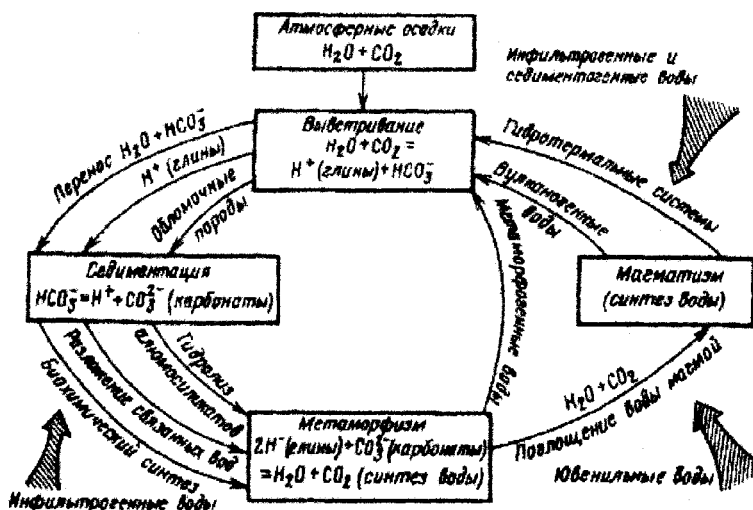 Атмосферные осадки
H₂O + CO₂
Инфильтрогенные и
седиментогенные воды
Выветривание
H₂O + CO₂ =
H⁺ (глины) + HCO₃⁻
Перенос H₂O + HCO₃⁻
H⁺ (глины)
Обломочные
породы
Гидротермальные системы
Вулканогенные
воды
Метаморфогенные воды
Седиментация
HCO₃⁻ = H⁺ + CO₃²⁻ (карбонаты)
Магматизм
(синтез воды)
Гидролиз
алюмосиликатов
Разложение связанных вод
Биохимический синтез
Метаморфизм
2H⁻ (глины) + CO₃²⁻ (карбонаты)
= H₂O + CO₂ (синтез воды)
H₂O + CO₂
Поглощение воды магмой
Инфильтрогенные воды
Ювенильные воды